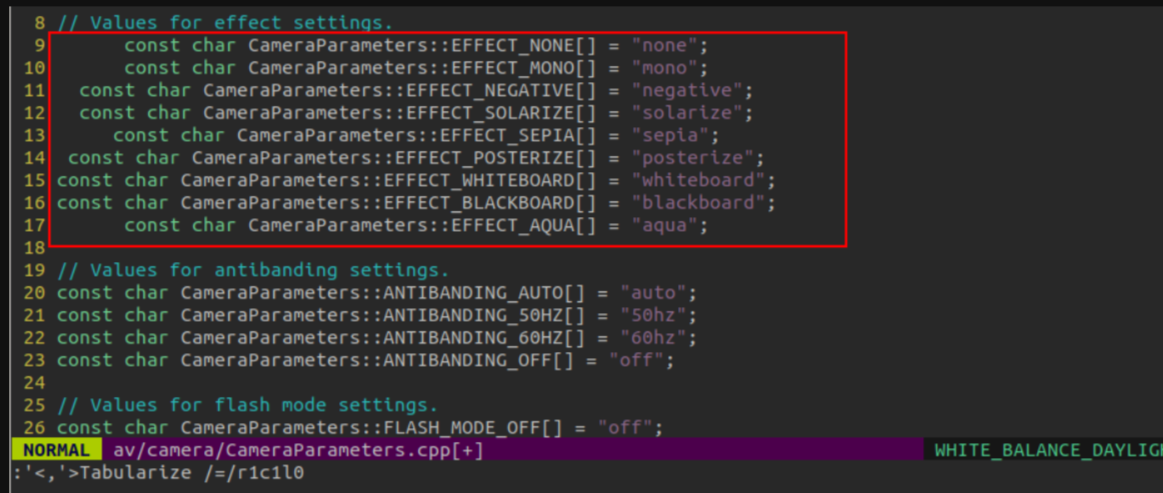 8 // Values for effect settings.
9       const char CameraParameters::EFFECT_NONE[] = "none";
10       const char CameraParameters::EFFECT_MONO[] = "mono";
11   const char CameraParameters::EFFECT_NEGATIVE[] = "negative";
12   const char CameraParameters::EFFECT_SOLARIZE[] = "solarize";
13      const char CameraParameters::EFFECT_SEPIA[] = "sepia";
14  const char CameraParameters::EFFECT_POSTERIZE[] = "posterize";
15 const char CameraParameters::EFFECT_WHITEBOARD[] = "whiteboard";
16 const char CameraParameters::EFFECT_BLACKBOARD[] = "blackboard";
17       const char CameraParameters::EFFECT_AQUA[] = "aqua";
18
19 // Values for antibanding settings.
20 const char CameraParameters::ANTIBANDING_AUTO[] = "auto";
21 const char CameraParameters::ANTIBANDING_50HZ[] = "50hz";
22 const char CameraParameters::ANTIBANDING_60HZ[] = "60hz";
23 const char CameraParameters::ANTIBANDING_OFF[] = "off";
24
25 // Values for flash mode settings.
26 const char CameraParameters::FLASH_MODE_OFF[] = "off";
NORMAL av/camera/CameraParameters.cpp[+] WHITE_BALANCE_DAYLIG
:'<,'>Tabularize /=/r1c1l0